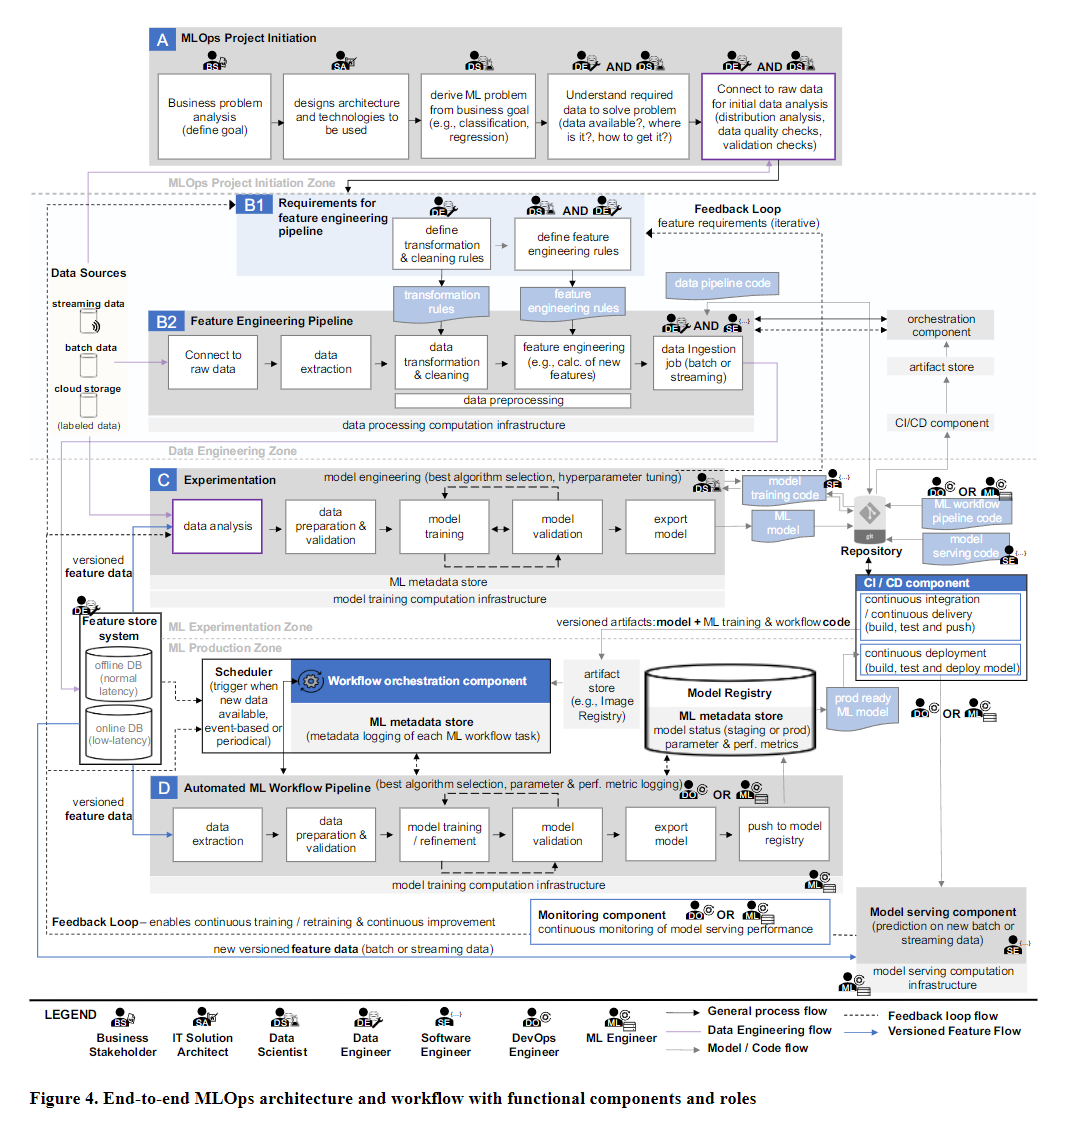 A MLOps Project Initiation
BS
SA
DS
DE AND DS
DE AND DS
Business problem
analysis
(define goal)
designs architecture
and technologies to
be used
derive ML problem
from business goal
(e.g., classification,
regression)
Understand required
data to solve problem
(data available?, where
is it?, how to get it?)
Connect to raw data
for initial data analysis
(distribution analysis,
data quality checks,
validation checks)
MLOps Project Initiation Zone
B1 Requirements for
feature engineering
pipeline
DE
DS AND DE
define
transformation
& cleaning rules
define feature
engineering rules
Feedback Loop
feature requirements (iterative)
Data Sources
streaming data
batch data
cloud storage
(labeled data)
transformation
rules
feature
engineering rules
data pipeline code
B2 Feature Engineering Pipeline
DE AND SE {...}
Connect to
raw data
data
extraction
data
transformation
& cleaning
feature engineering
(e.g., calc. of new
features)
data Ingestion
job (batch or
streaming)
data preprocessing
data processing computation infrastructure
orchestration
component
artifact store
CI/CD component
Data Engineering Zone
C Experimentation
model engineering (best algorithm selection, hyperparameter tuning)
DS
data analysis
data
preparation &
validation
model
training
model
validation
export
model
ML metadata store
model training computation infrastructure
model
training code
SE {...}
ML
model
git
Repository
DO OR ML
ML workflow
pipeline code
model
serving code
SE {...}
versioned
feature data
DE
Feature store
system
offline DB
(normal
latency)
online DB
(low-latency)
ML Experimentation Zone
ML Production Zone
CI / CD component
continuous integration
/ continuous delivery
(build, test and push)
continuous deployment
(build, test and deploy model)
versioned artifacts: model + ML training & workflow code
Scheduler
(trigger when
new data
available,
event-based or
periodical)
Workflow orchestration component
ML metadata store
(metadata logging of each ML workflow task)
artifact
store
(e.g., Image
Registry)
Model Registry
ML metadata store
model status (staging or prod)
parameter & perf. metrics
prod ready
ML model
DO OR ML
versioned
feature data
D Automated ML Workflow Pipeline
(best algorithm selection, parameter & perf. metric logging)
DO OR ML
data
extraction
data
preparation &
validation
model training
/ refinement
model
validation
export
model
push to model
registry
model training computation infrastructure
ML
Feedback Loop – enables continuous training / retraining & continuous improvement
Monitoring component DO OR ML
continuous monitoring of model serving performance
new versioned feature data (batch or streaming data)
Model serving component
(prediction on new batch or
streaming data)
SE {...}
ML
model serving computation
infrastructure
LEGEND
BS
Business
Stakeholder
SA
IT Solution
Architect
DS
Data
Scientist
DE
Data
Engineer
SE {...}
Software
Engineer
DO
DevOps
Engineer
ML
ML Engineer
General process flow
Data Engineering flow
Model / Code flow
Feedback loop flow
Versioned Feature Flow
Figure 4. End-to-end MLOps architecture and workflow with functional components and roles